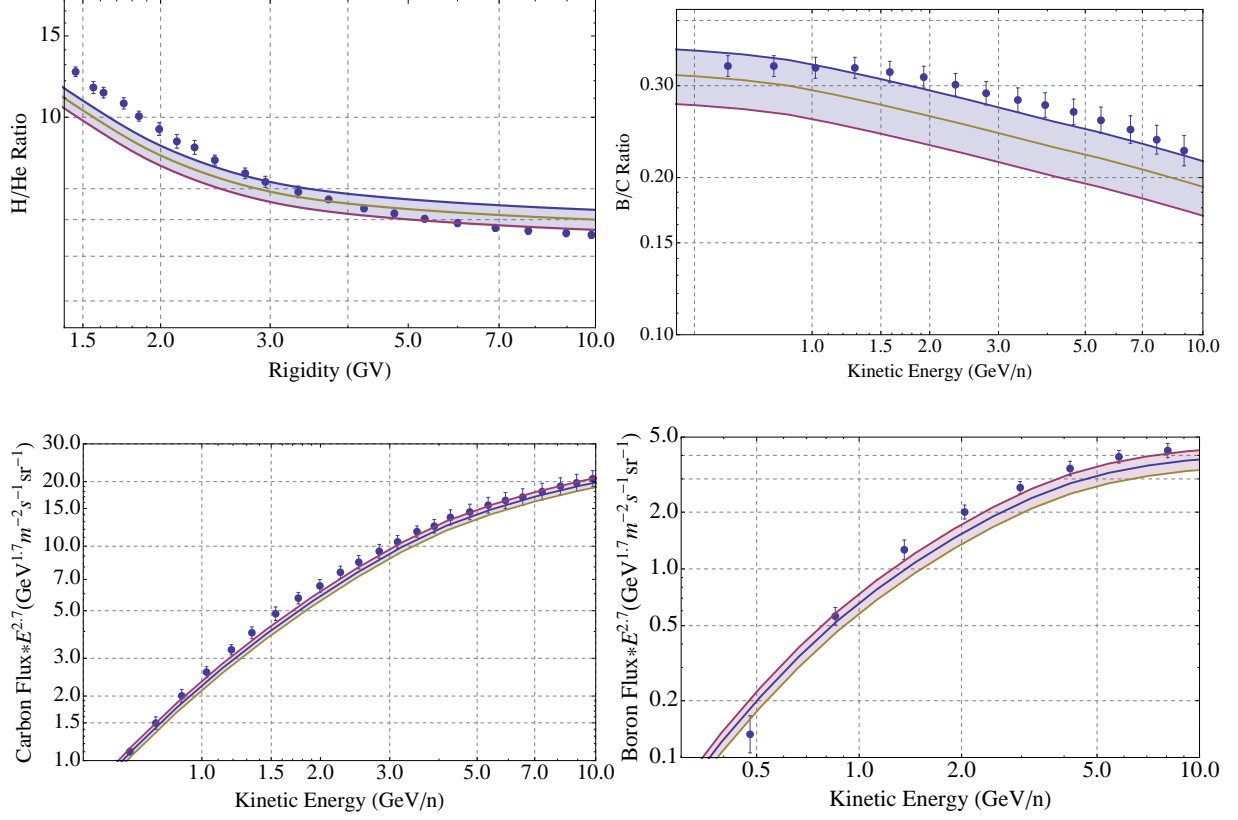 H/He Ratio
15
10
1.5 2.0 3.0 5.0 7.0 10.0
Rigidity (GV)
B/C Ratio
0.30
0.20
0.15
0.10
1.0 1.5 2.0 3.0 5.0 7.0 10.0
Kinetic Energy (GeV/n)
Carbon Flux∗E^{2.7}(GeV^{1.7}m^{−2}s^{−1}sr^{−1})
30.0
20.0
15.0
10.0
7.0
5.0
3.0
2.0
1.5
1.0
1.0 1.5 2.0 3.0 5.0 7.0 10.0
Kinetic Energy (GeV/n)
Boron Flux∗E^{2.7}(GeV^{1.7}m^{−2}s^{−1}sr^{−1})
5.0
2.0
1.0
0.5
0.2
0.1
0.5 1.0 2.0 5.0 10.0
Kinetic Energy (GeV/n)